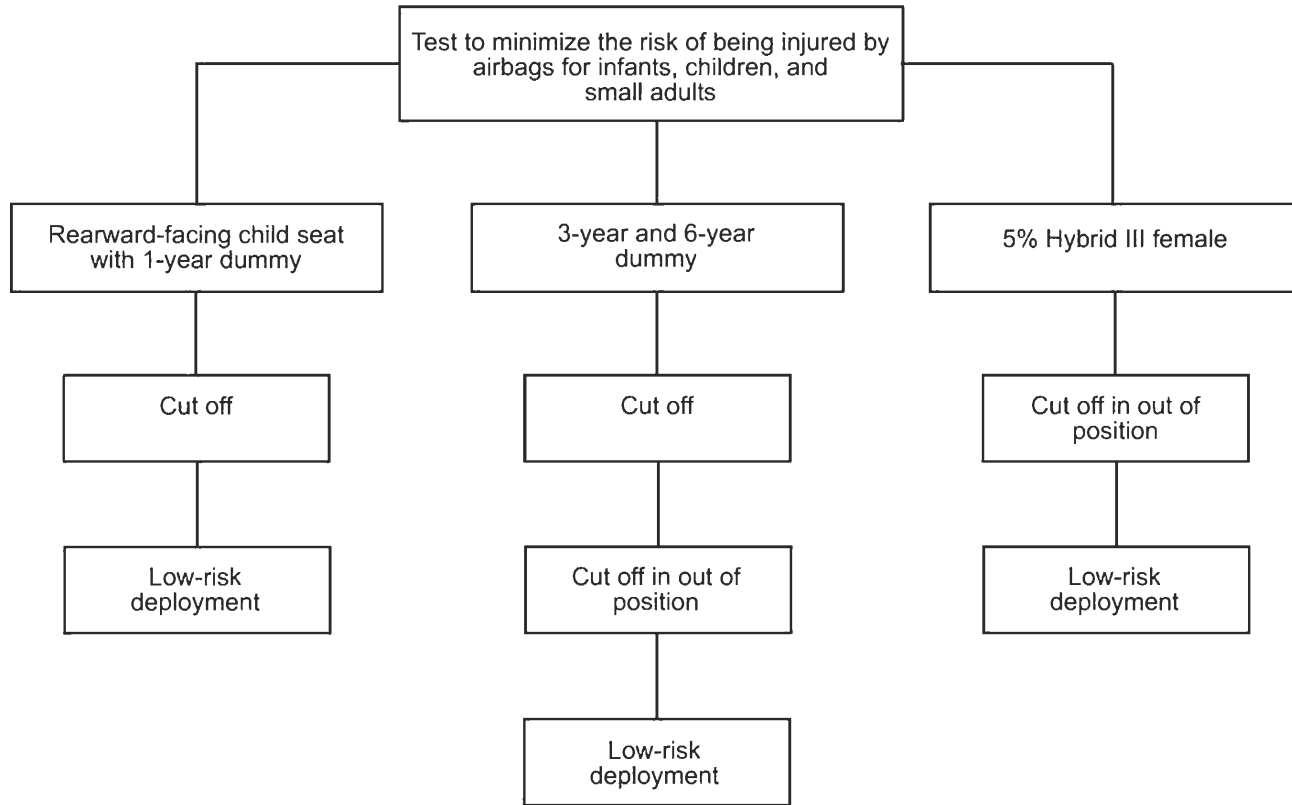 Test to minimize the risk of being injured by
airbags for infants, children, and
small adults
Rearward-facing child seat
with 1-year dummy
3-year and 6-year
dummy
5% Hybrid III female
Cut off
Cut off
Cut off in out of
position
Low-risk
deployment
Cut off in out of
position
Low-risk
deployment
Low-risk
deployment